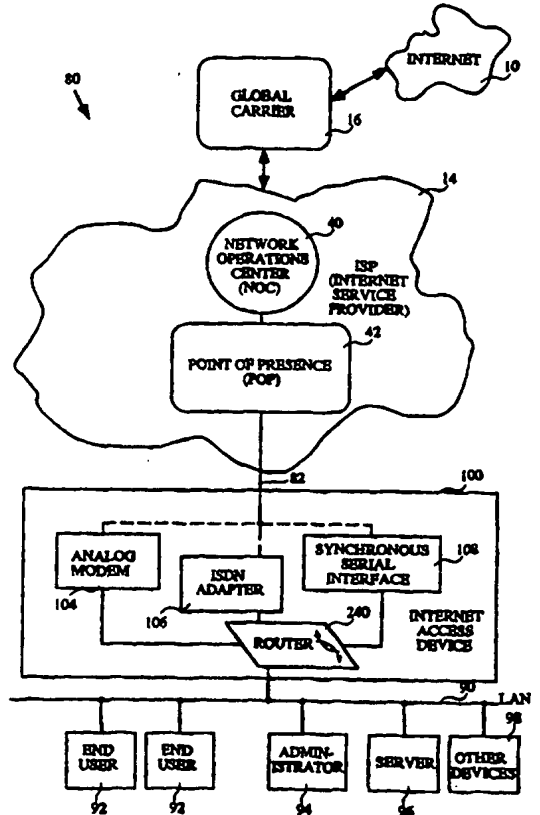 80
INTERNET
10
GLOBAL
CARRIER
16
14
40
NETWORK
OPERATIONS
CENTER
(NOC)
ISP
(INTERNET
SERVICE
PROVIDER)
42
POINT OF PRESENCE
(POP)
82
100
ANALOG
MODEM
104
ISDN
ADAPTER
106
SYNCHRONOUS
SERIAL
INTERFACE
108
240
ROUTER
INTERNET
ACCESS
DEVICE
90
LAN
END
USER
92
END
USER
92
ADMIN-
ISTRATOR
94
SERVER
96
98
OTHER
DEVICES